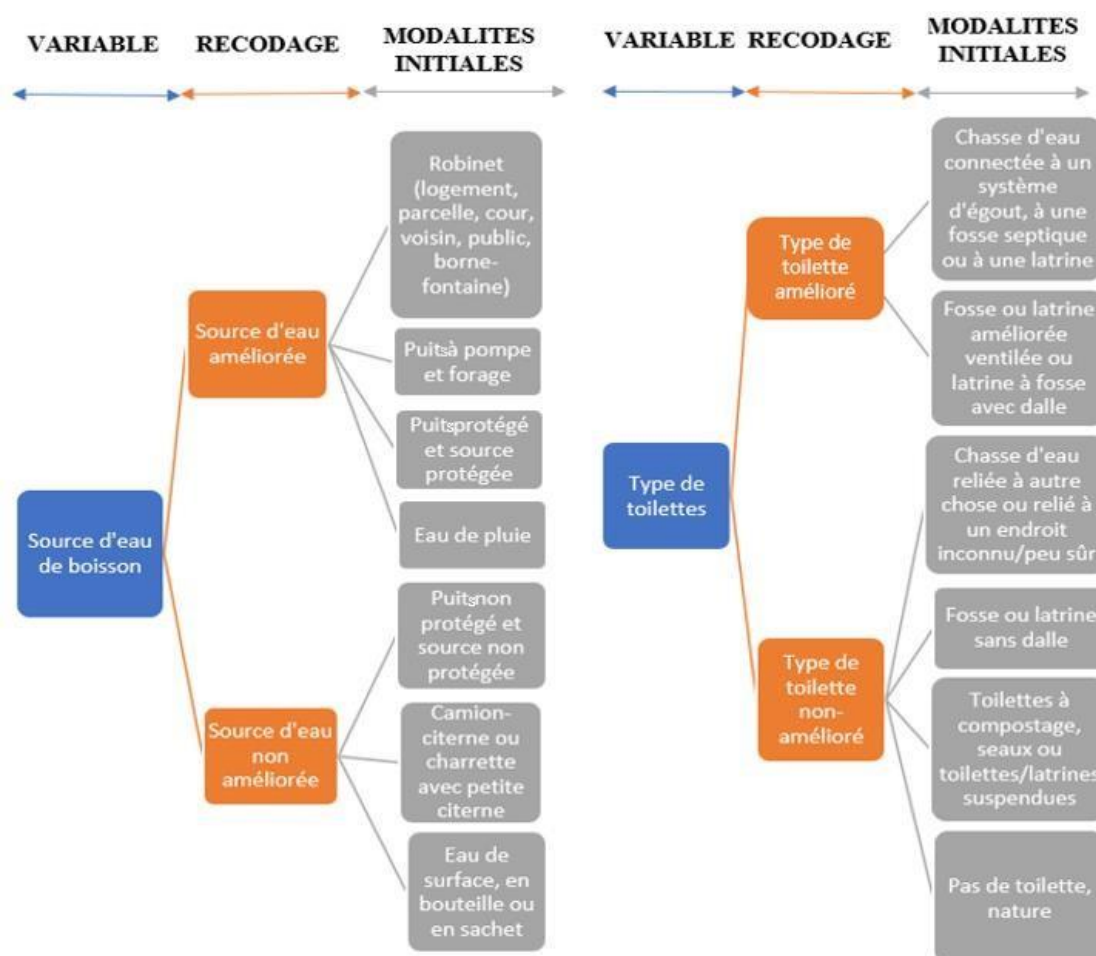 VARIABLE
RECODAGE
MODALITES
INITIALES
Source d'eau
de boisson
Source d'eau
améliorée
Robinet
(logement,
parcelle, cour,
voisin, public,
borne-
fontaine)
Puits à pompe
et forage
Puits protégé
et source
protégée
Eau de pluie
Source d'eau
non
améliorée
Puits non
protégé et
source non
protégée
Camion-
citerne ou
charrette
avec petite
citerne
Eau de
surface, en
bouteille ou
en sachet
VARIABLE
RECODAGE
MODALITES
INITIALES
Type de
toilettes
Type de
toilette
amélioré
Chasse d'eau
connectée à un
système
d'égout, à une
fosse septique
ou à une latrine
Fosse ou latrine
améliorée
ventilée ou
latrine à fosse
avec dalle
Type de
toilette
non-
amélioré
Chasse d'eau
reliée à autre
chose ou relié à
un endroit
inconnu/peu sûr
Fosse ou latrine
sans dalle
Toilettes à
compostage,
seaux ou
toilettes/latrines
suspendues
Pas de toilette,
nature